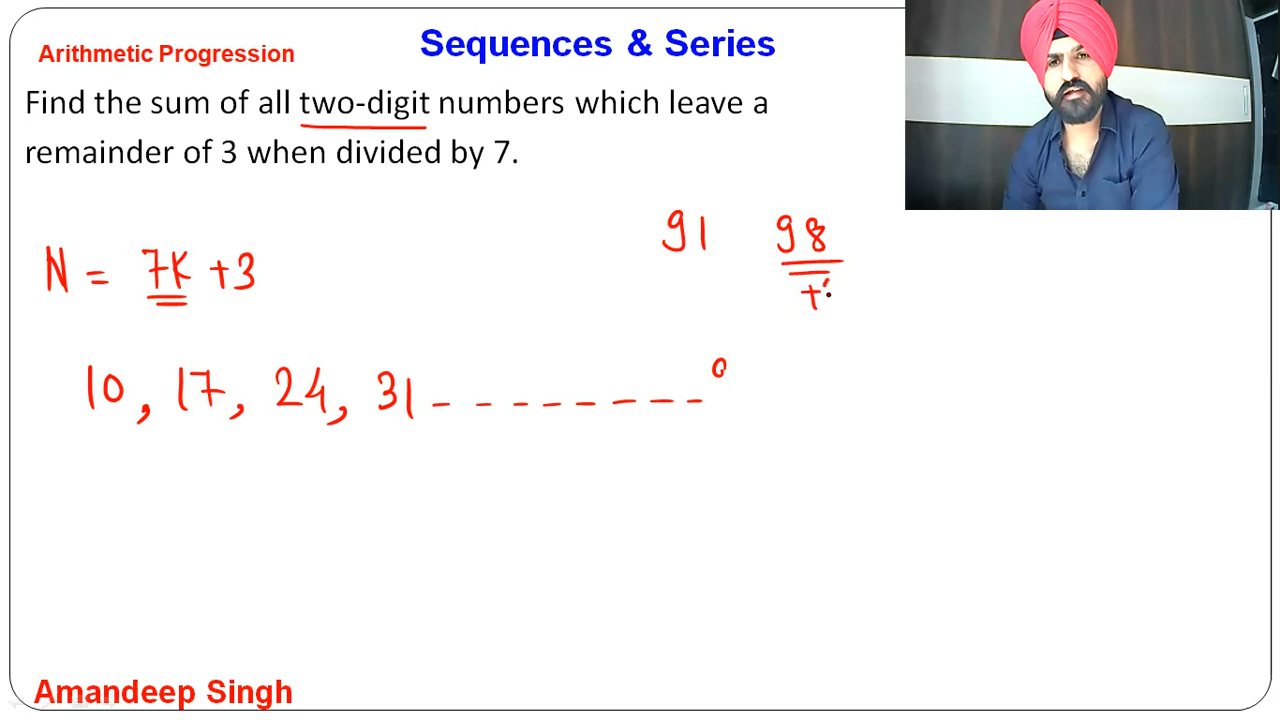 Sequences & Series
Arithmetic Progression
Find the sum of all two-digit numbers which leave a
remainder of 3 when divided by 7.
91 98
N = 7K + 3
+
10, 17, 24, 31 - - - - - - - -
Amandeep Singh